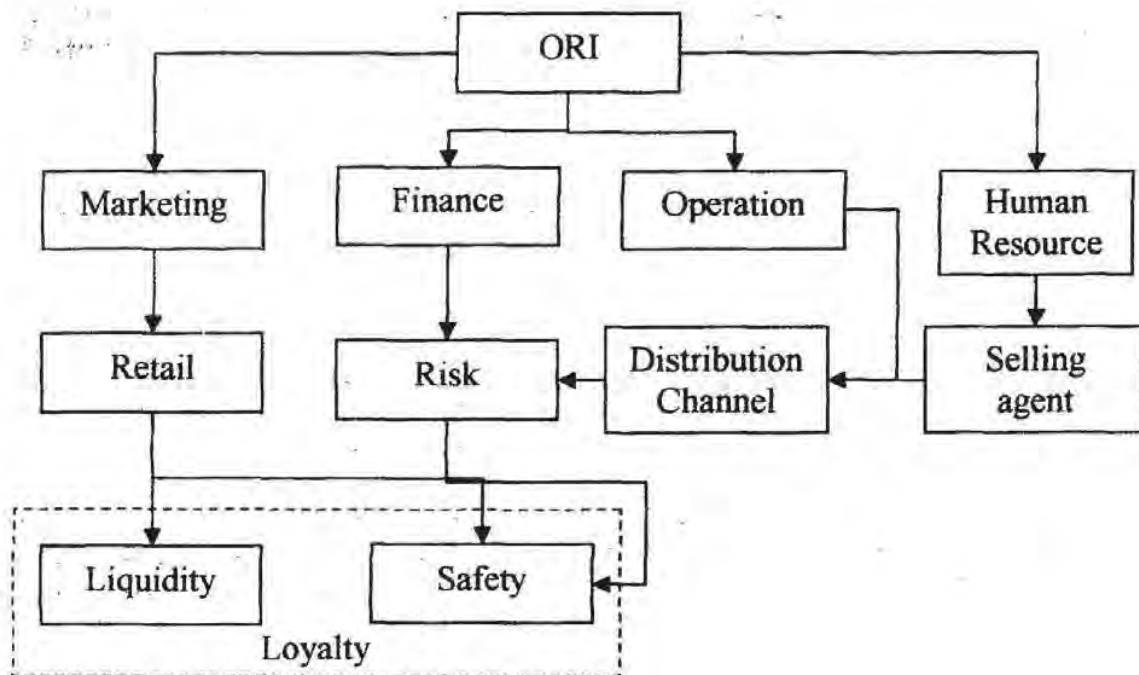 ORI
Marketing
Finance
Operation
Human
Resource
Retail
Risk
Distribution
Channel
Selling
agent
Liquidity
Safety
Loyalty